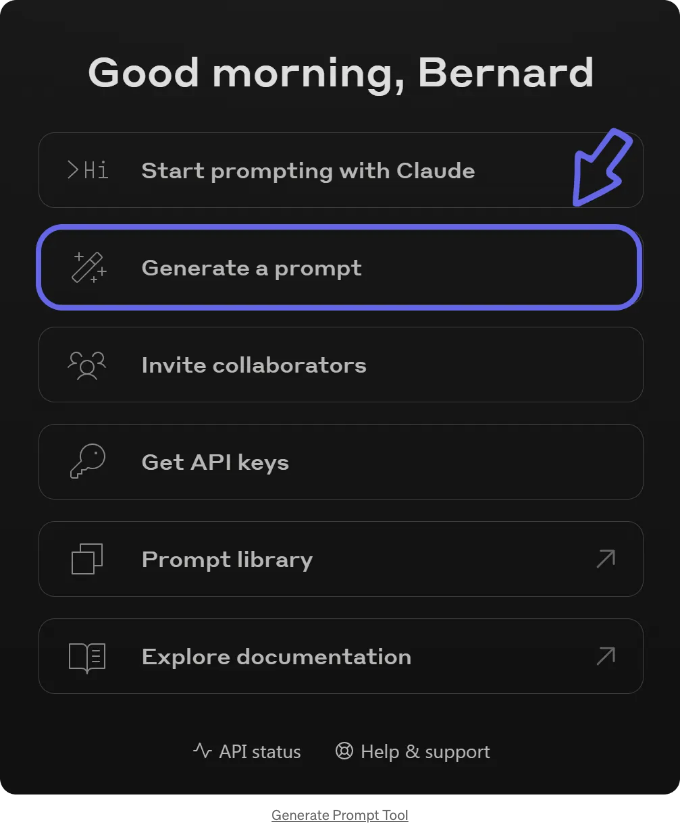 Good morning, Bernard
>Hi Start prompting with Claude
Generate a prompt
Invite collaborators
Get API keys
Prompt library
Explore documentation
API status Help & support
Generate Prompt Tool